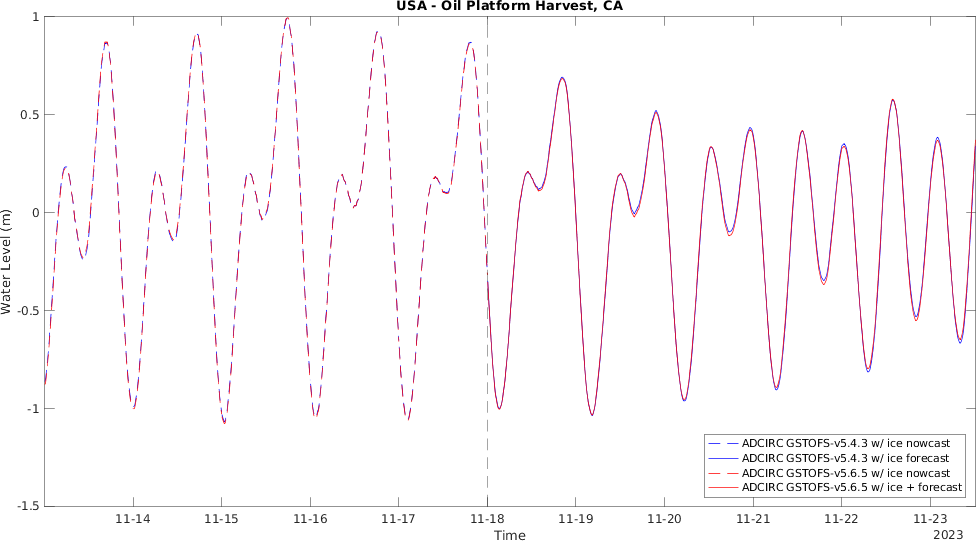 USA - Oil Platform Harvest, CA
1
0.5
0
-0.5
-1
-1.5
Water Level (m)
ADCIRC GSTOFS-v5.4.3 w/ ice nowcast
ADCIRC GSTOFS-v5.4.3 w/ ice forecast
ADCIRC GSTOFS-v5.6.5 w/ ice nowcast
ADCIRC GSTOFS-v5.6.5 w/ ice + forecast
11-14 11-15 11-16 11-17 11-18 11-19 11-20 11-21 11-22 11-23
Time
2023